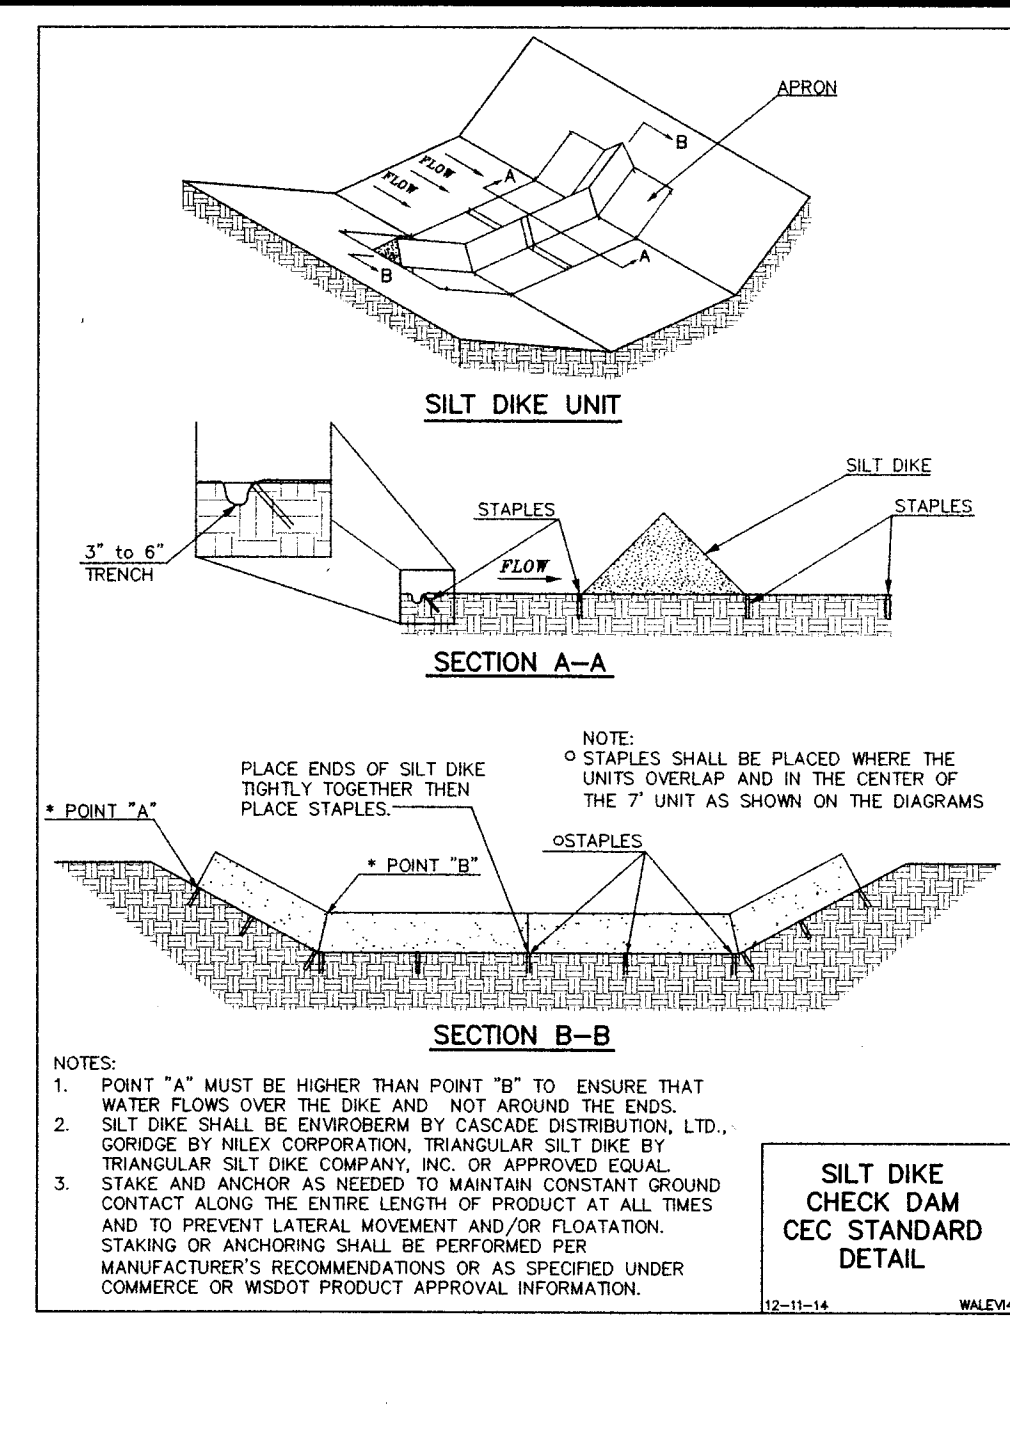 APRON
B
FLOW
A
FLOW
A
B
SILT DIKE UNIT
SILT DIKE
STAPLES
STAPLES
3" to 6"
TRENCH
FLOW
SECTION A–A
NOTE:
○ STAPLES SHALL BE PLACED WHERE THE
UNITS OVERLAP AND IN THE CENTER OF
THE 7' UNIT AS SHOWN ON THE DIAGRAMS
PLACE ENDS OF SILT DIKE
TIGHTLY TOGETHER THEN
PLACE STAPLES.
* POINT "A"
○STAPLES
* POINT "B"
SECTION B–B
NOTES:
1. POINT "A" MUST BE HIGHER THAN POINT "B" TO ENSURE THAT
WATER FLOWS OVER THE DIKE AND NOT AROUND THE ENDS.
2. SILT DIKE SHALL BE ENVIROBERM BY CASCADE DISTRIBUTION, LTD.,
GORIDGE BY NILEX CORPORATION, TRIANGULAR SILT DIKE BY
TRIANGULAR SILT DIKE COMPANY, INC. OR APPROVED EQUAL.
3. STAKE AND ANCHOR AS NEEDED TO MAINTAIN CONSTANT GROUND
CONTACT ALONG THE ENTIRE LENGTH OF PRODUCT AT ALL TIMES
AND TO PREVENT LATERAL MOVEMENT AND/OR FLOATATION.
STAKING OR ANCHORING SHALL BE PERFORMED PER
MANUFACTURER'S RECOMMENDATIONS OR AS SPECIFIED UNDER
COMMERCE OR WISDOT PRODUCT APPROVAL INFORMATION.
SILT DIKE
CHECK DAM
CEC STANDARD
DETAIL
12–11–14